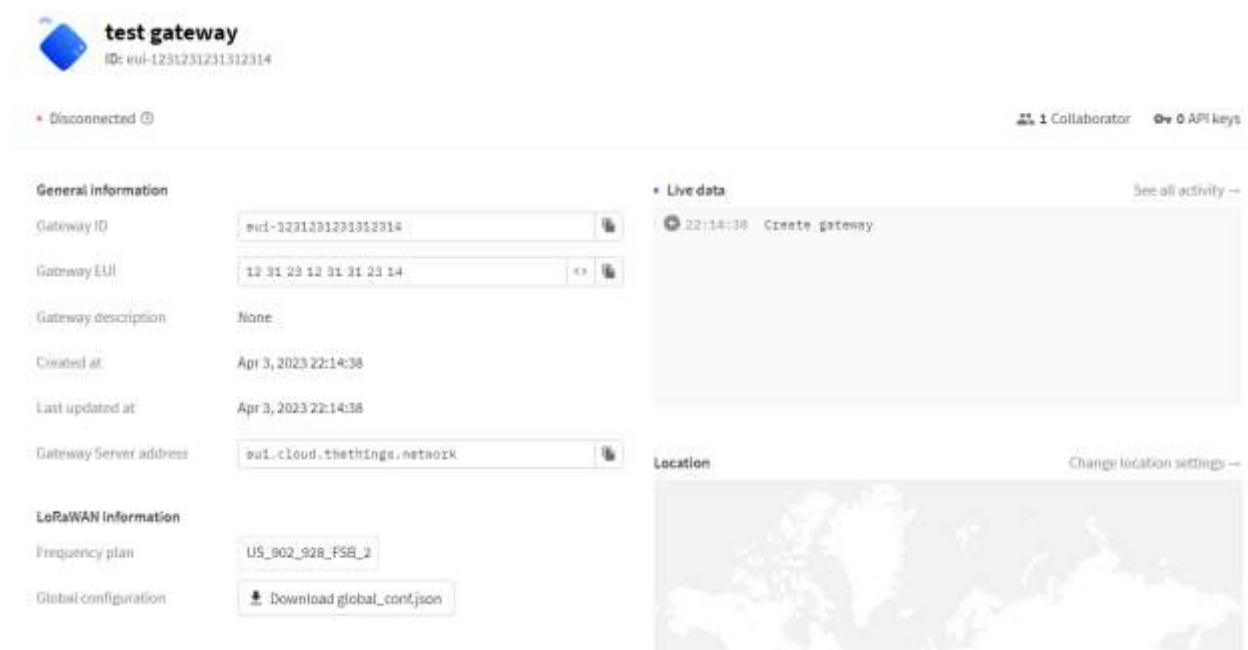 test gateway
ID: eui-1231231231312314
Disconnected
1 Collaborator
0 API keys
General information
Gateway ID
eui-1231231231312314
Gateway EUI
12 31 23 12 31 31 23 14
<>
Gateway description
None
Created at
Apr 3, 2023 22:14:38
Last updated at
Apr 3, 2023 22:14:38
Gateway Server address
eu1.cloud.thethings.network
LoRaWAN information
Frequency plan
US_902_928_FSB_2
Global configuration
Download global_conf.json
Live data
See all activity →
22:14:38 Create gateway
Location
Change location settings →